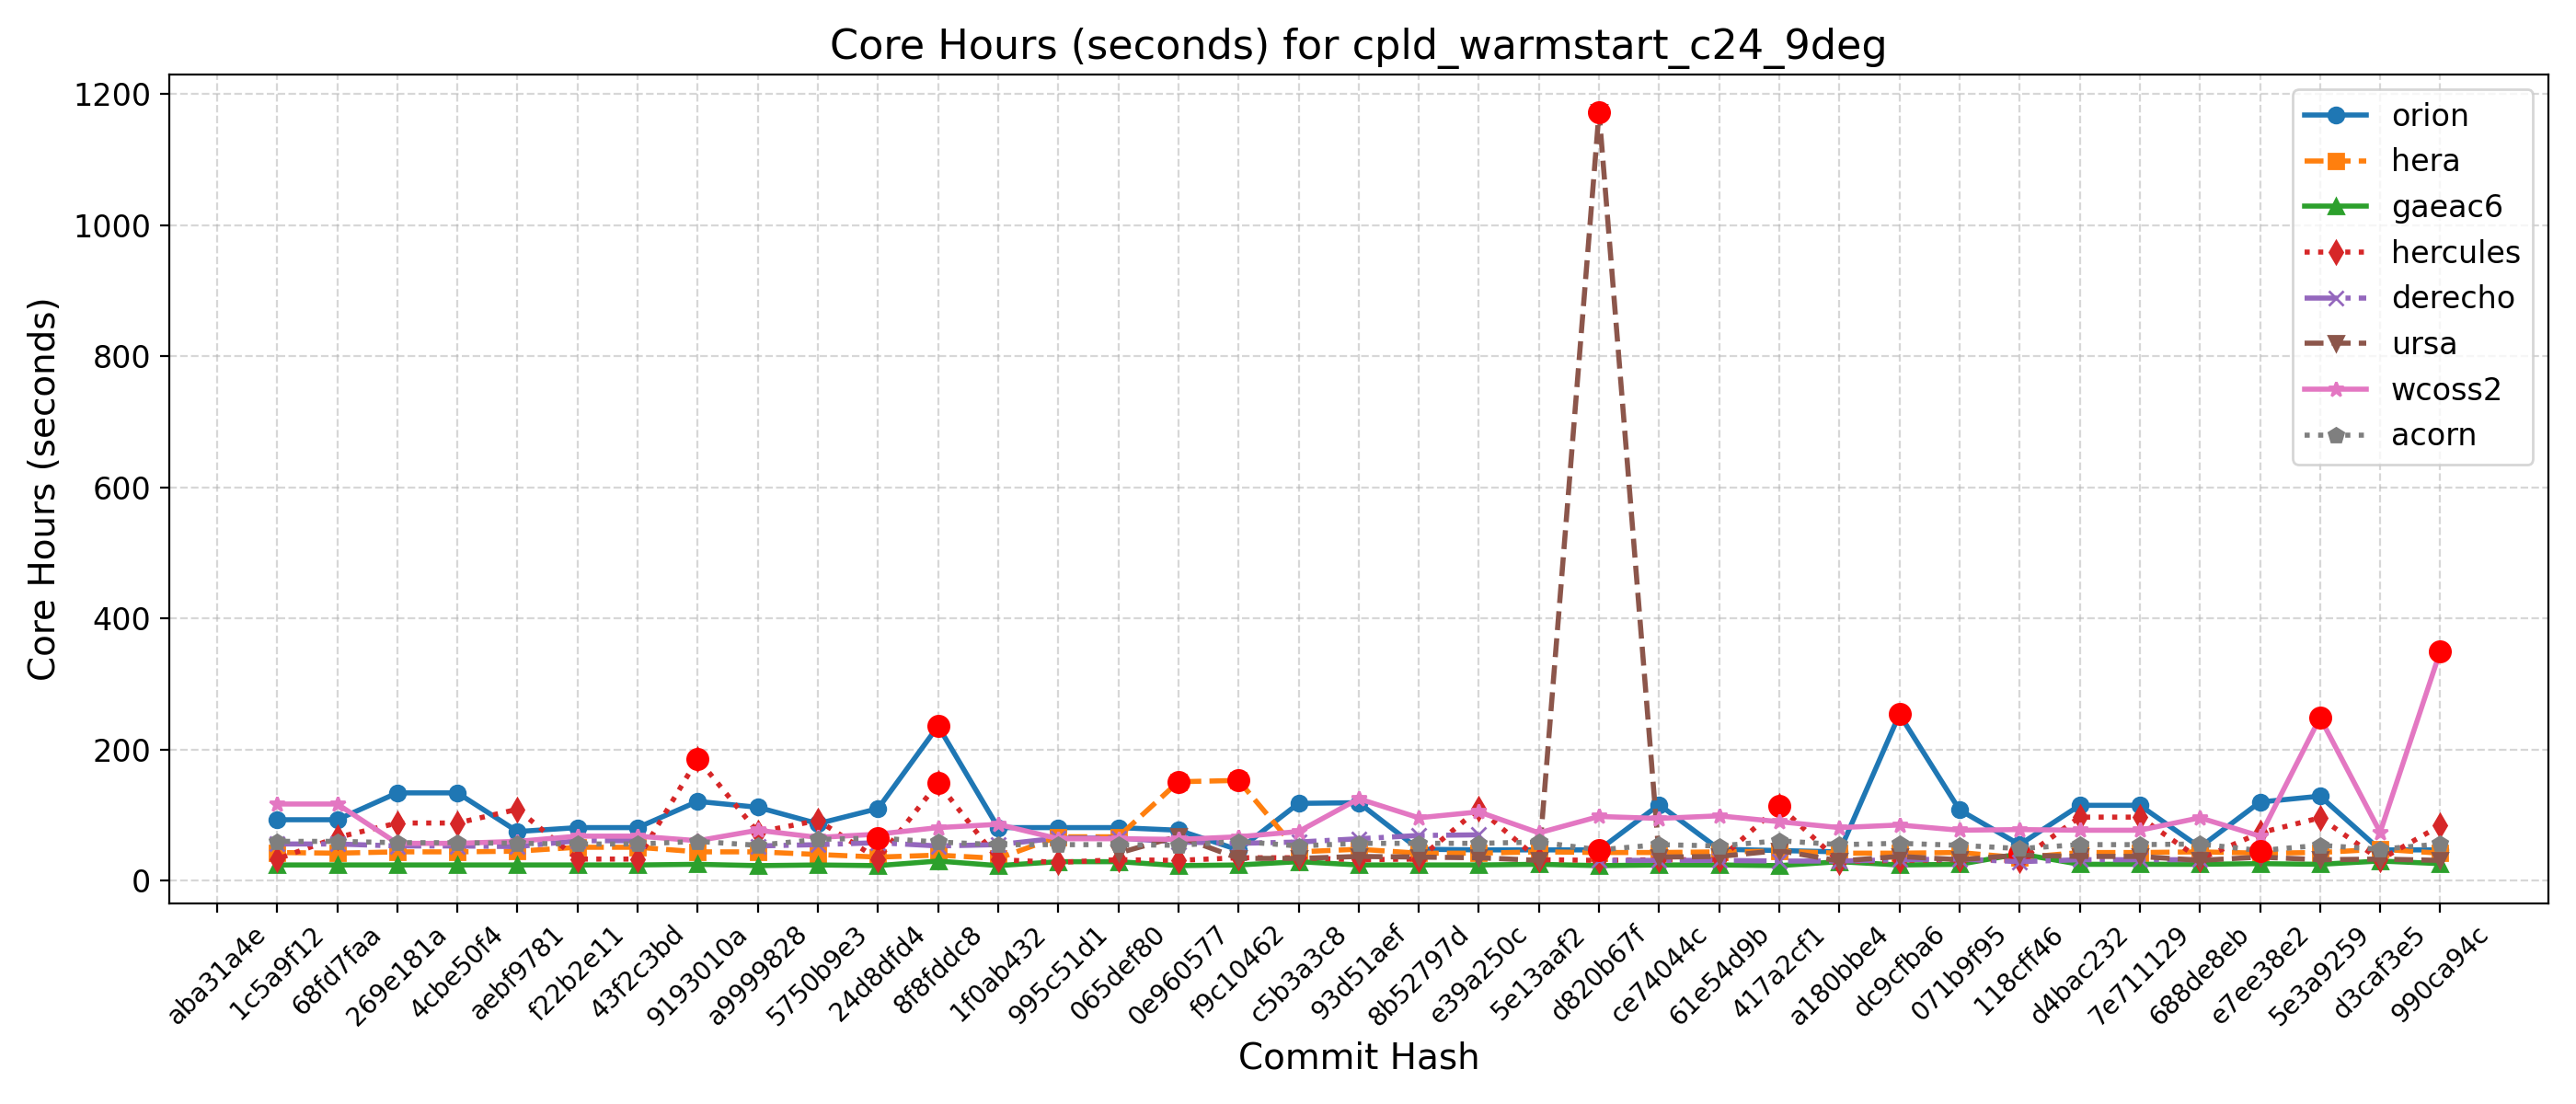 Core Hours (seconds) for cpld_warmstart_c24_9deg
Core Hours (seconds)
1200
1000
800
600
400
200
0
orion
hera
gaeac6
hercules
derecho
ursa
wcoss2
acorn
aba31a4e
1c5a9f12
68fd7faa
269e181a
4cbe50f4
aebf9781
f22b2e11
43f2c3bd
9193010a
a9999828
5750b9e3
24d8dfd4
8f8fddc8
1f0ab432
995c51d1
065def80
0e960577
f9c10462
c5b3a3c8
93d51aef
8b52797d
e39a250c
5e13aaf2
d820b67f
ce74044c
61e54d9b
417a2cf1
a180bbe4
dc9cfba6
071b9f95
118cff46
d4bac232
7e711129
688de8eb
e7ee38e2
5e3a9259
d3caf3e5
990ca94c
Commit Hash